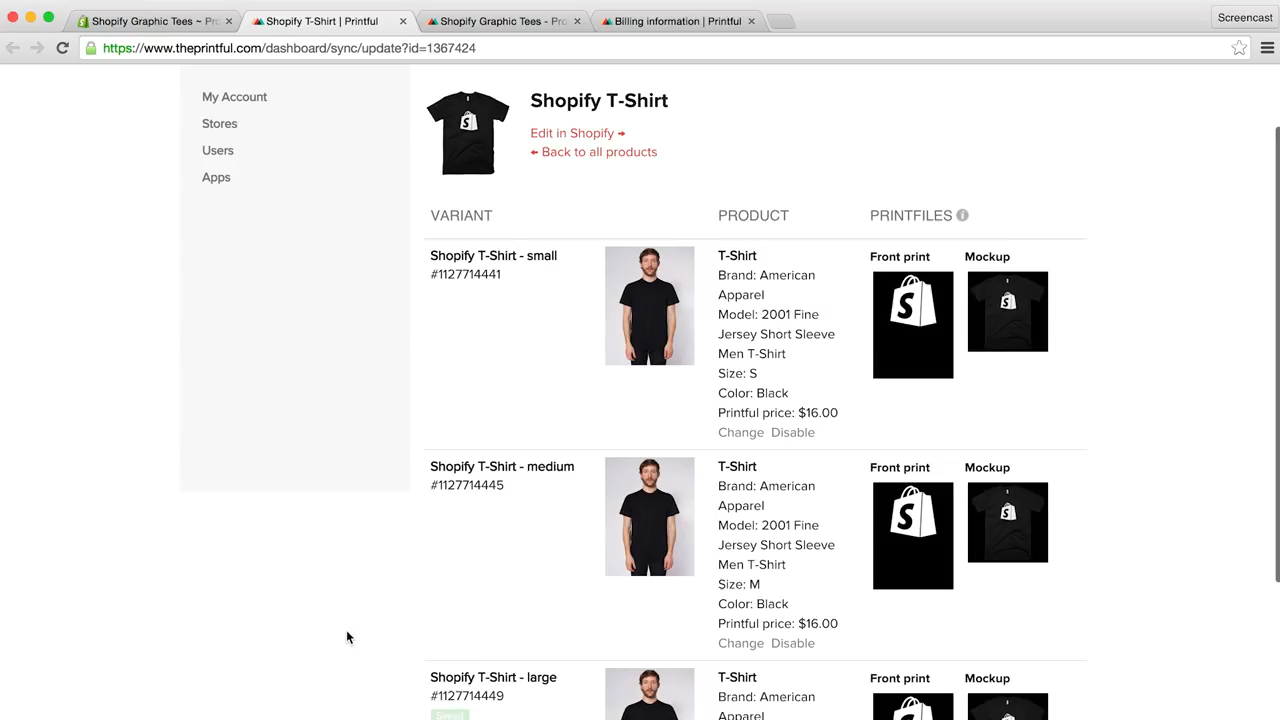 Shopify Graphic Tees ~ Pro
Shopify T-Shirt | Printful
Shopify Graphic Tees - Pro
Billing information | Printful
Screencast
https://www.theprintful.com/dashboard/sync/update?id=1367424
My Account
Stores
Users
Apps
Shopify T-Shirt
Edit in Shopify →
← Back to all products
VARIANT
PRODUCT
PRINTFILES i
Shopify T-Shirt - small
#1127714441
T-Shirt
Brand: American
Apparel
Model: 2001 Fine
Jersey Short Sleeve
Men T-Shirt
Size: S
Color: Black
Printful price: $16.00
Change Disable
Front print
Mockup
S
S
Shopify T-Shirt - medium
#1127714445
T-Shirt
Brand: American
Apparel
Model: 2001 Fine
Jersey Short Sleeve
Men T-Shirt
Size: M
Color: Black
Printful price: $16.00
Change Disable
Front print
Mockup
S
S
Shopify T-Shirt - large
#1127714449
T-Shirt
Brand: American
Apparel
Front print
Mockup